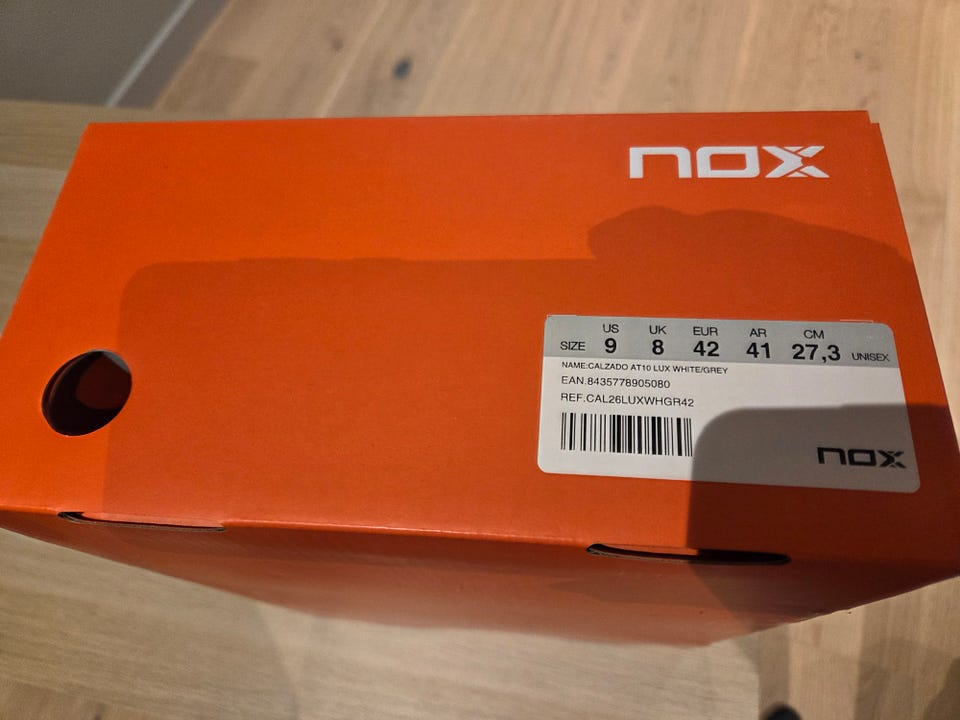 nox
US UK EUR AR CM
SIZE 9 8 42 41 27,3 UNISEX
NAME:CALZADO AT10 LUX WHITE/GREY
EAN.8435778905080
REF.CAL26LUXWHGR42
nox